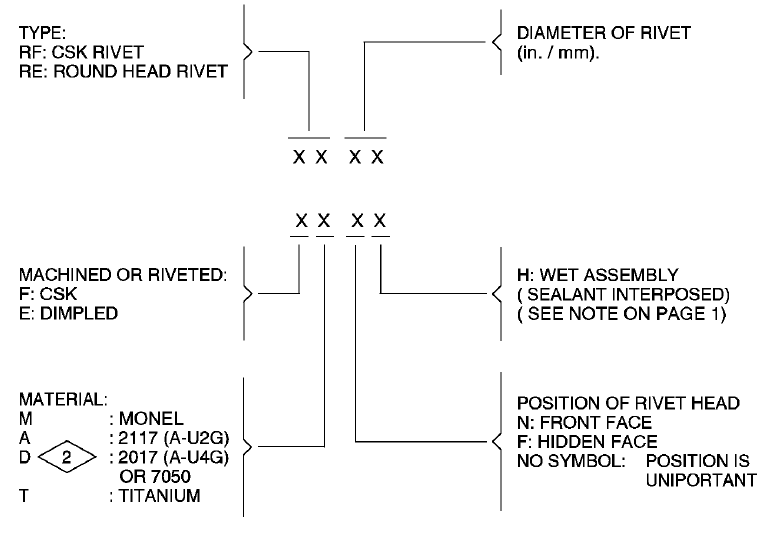 TYPE:
RF: CSK RIVET
RE: ROUND HEAD RIVET
DIAMETER OF RIVET
(in. / mm).
X X X X
X X X X
MACHINED OR RIVETED:
F: CSK
E: DIMPLED
H: WET ASSEMBLY
( SEALANT INTERPOSED)
( SEE NOTE ON PAGE 1)
MATERIAL:
M : MONEL
A : 2117 (A-U2G)
D 2 : 2017 (A-U4G)
OR 7050
T : TITANIUM
POSITION OF RIVET HEAD
N: FRONT FACE
F: HIDDEN FACE
NO SYMBOL: POSITION IS
UNIPORTANT